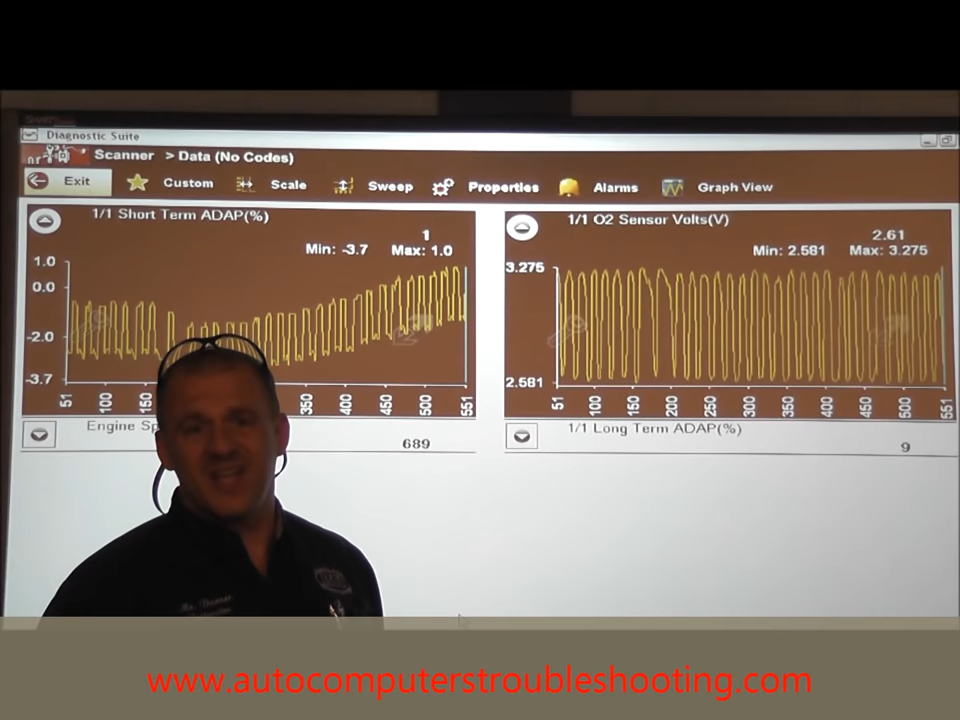 Diagnostic Suite
Scanner > Data (No Codes)
Exit Custom Scale Sweep Properties Alarms Graph View
1/1 Short Term ADAP(%)
1
Min: -3.7 Max: 1.0
1.0
0.0
-2.0
-3.7
51 100 150 350 400 450 500 551
1/1 O2 Sensor Volts(V)
2.61
Min: 2.581 Max: 3.275
3.275
2.581
51 100 150 200 250 300 350 400 450 500 551
Engine
689
1/1 Long Term ADAP(%)
9
www.autocomputerstroubleshooting.com